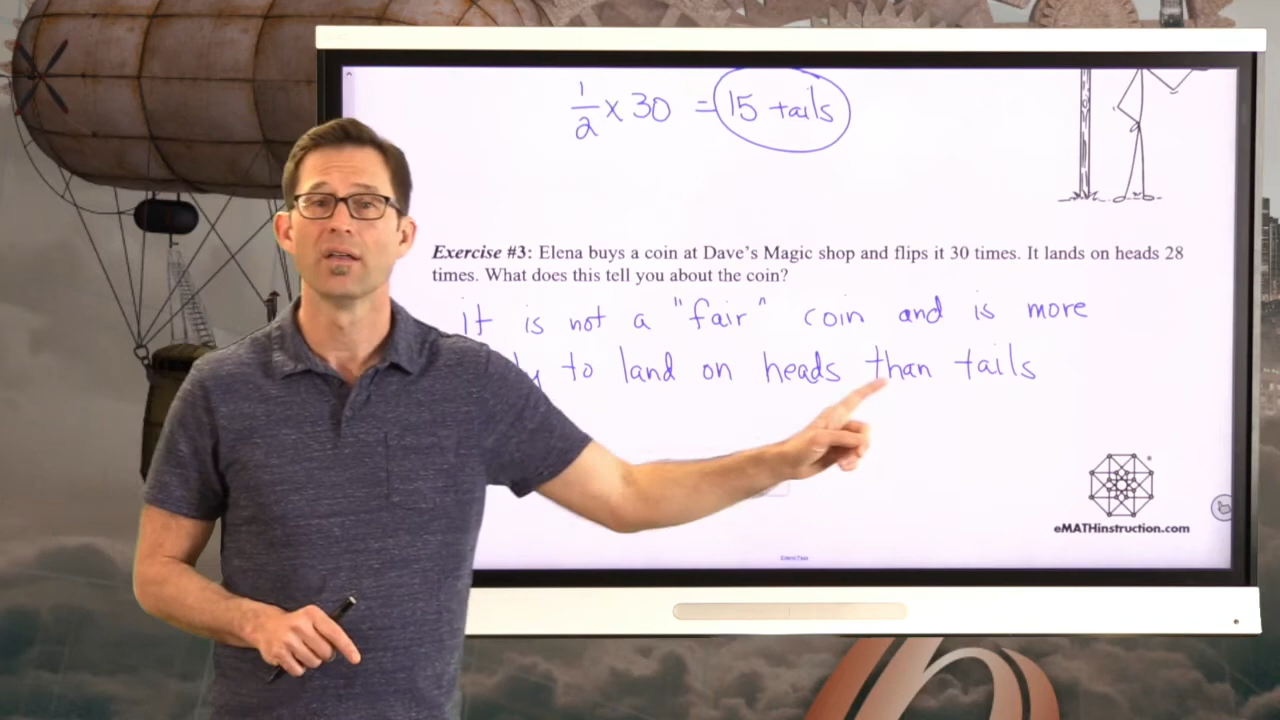 1/2 x 30 = 15 tails
Exercise #3: Elena buys a coin at Dave's Magic shop and flips it 30 times. It lands on heads 28
times. What does this tell you about the coin?
it is not a "fair" coin and is more
to land on heads than tails
eMATHinstruction.com